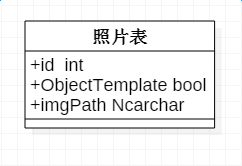 照片表
+id  int
+ObjectTemplate bool
+imgPath Ncarchar